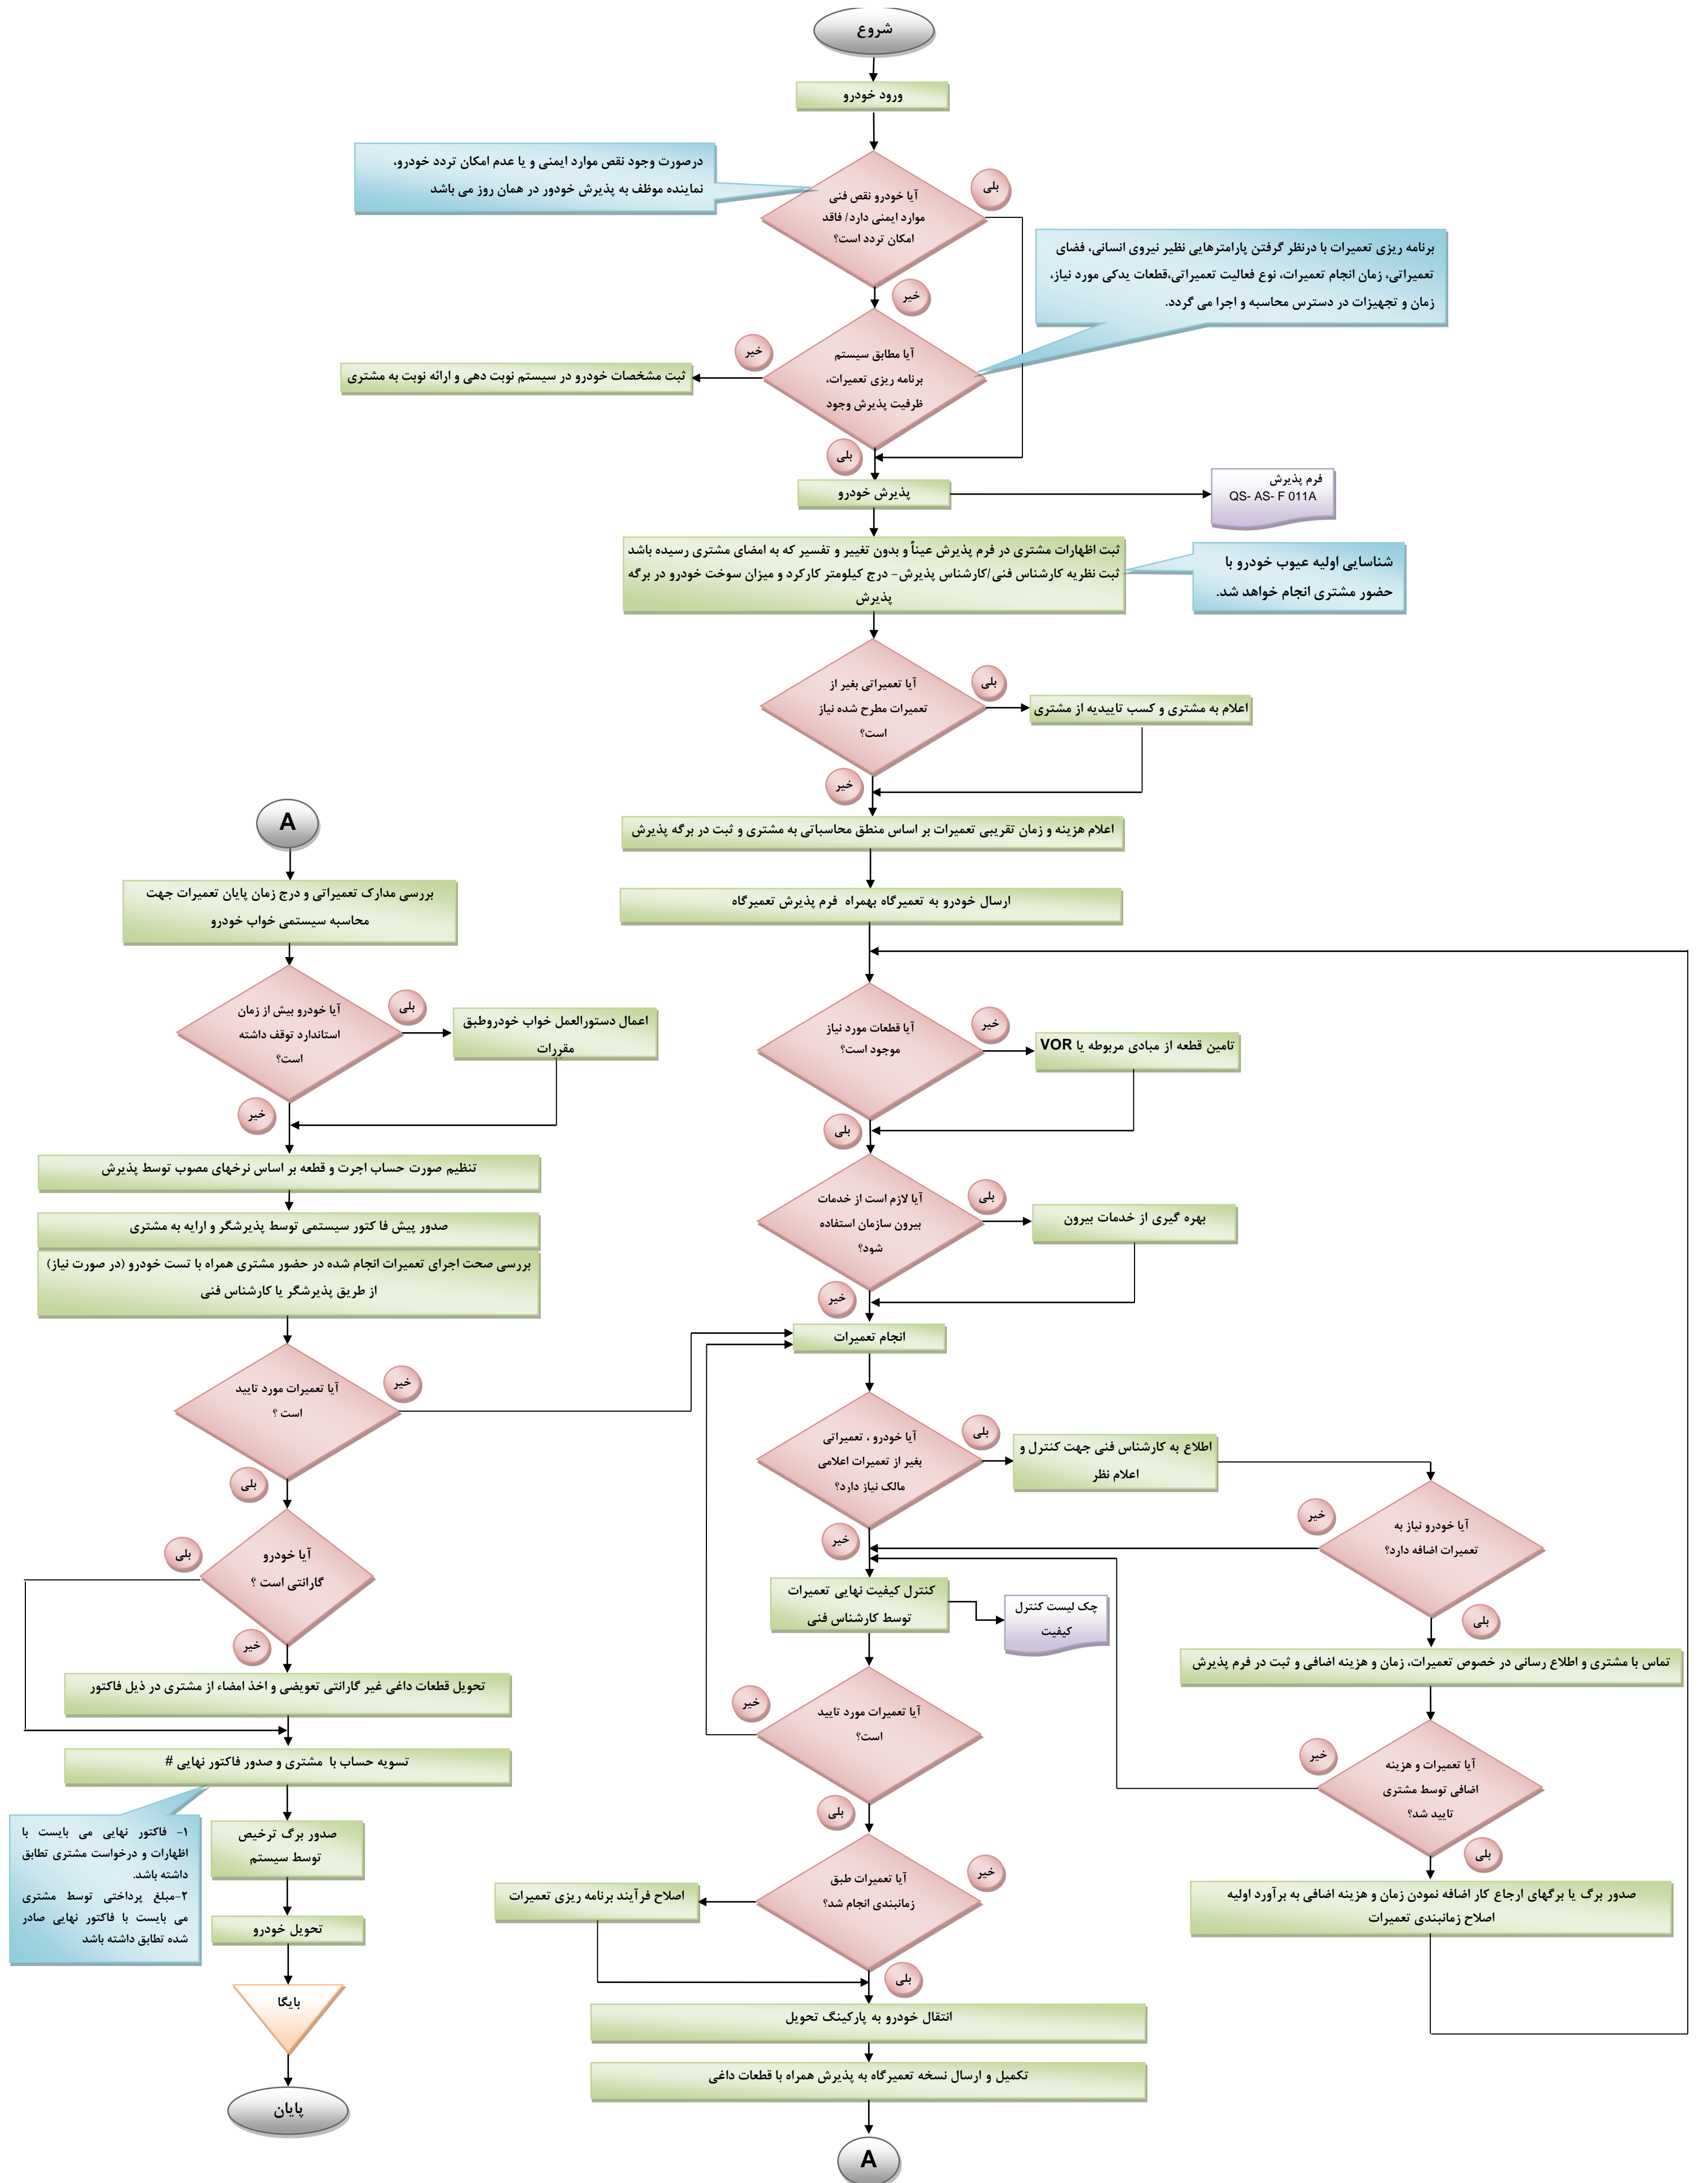 شروع
ورود خودرو
درصورت وجود نقص موارد ایمنی و یا عدم امکان تردد خودرو،
نماینده موظف به پذیرش خودور در همان روز می باشد
آیا خودرو نقص فنی
موارد ایمنی دارد/ فاقد
امکان تردد است؟
بلی
خیر
برنامه ریزی تعمیرات با درنظر گرفتن پارامترهایی نظیر نیروی انسانی، فضای
تعمیراتی، زمان انجام تعمیرات، نوع فعالیت تعمیراتی،قطعات یدکی مورد نیاز،
زمان و تجهیزات در دسترس محاسبه و اجرا می گردد.
آیا مطابق سیستم
برنامه ریزی تعمیرات،
ظرفیت پذیرش وجود
خیر
ثبت مشخصات خودرو در سیستم نوبت دهی و ارائه نوبت به مشتری
بلی
پذیرش خودرو
فرم پذیرش
QS- AS- F 011A
ثبت اظهارات مشتری در فرم پذیرش عیناً و بدون تغییر و تفسیر که به امضای مشتری رسیده باشد
ثبت نظریه کارشناس فنی/کارشناس پذیرش- درج کیلومتر کارکرد و میزان سوخت خودرو در برگه
پذیرش
شناسایی اولیه عیوب خودرو با
حضور مشتری انجام خواهد شد.
آیا تعمیراتی بغیر از
تعمیرات مطرح شده نیاز
است؟
بلی
اعلام به مشتری و کسب تاییدیه از مشتری
خیر
اعلام هزینه و زمان تقریبی تعمیرات بر اساس منطق محاسباتی به مشتری و ثبت در برگه پذیرش
ارسال خودرو به تعمیرگاه بهمراه فرم پذیرش تعمیرگاه
آیا قطعات مورد نیاز
موجود است؟
خیر
تامین قطعه از مبادی مربوطه یا VOR
بلی
آیا لازم است از خدمات
بیرون سازمان استفاده
شود؟
بلی
بهره گیری از خدمات بیرون
خیر
انجام تعمیرات
آیا خودرو ، تعمیراتی
بغیر از تعمیرات اعلامی
مالک نیاز دارد؟
بلی
اطلاع به کارشناس فنی جهت کنترل و
اعلام نظر
خیر
آیا خودرو نیاز به
تعمیرات اضافه دارد؟
خیر
بلی
تماس با مشتری و اطلاع رسانی در خصوص تعمیرات، زمان و هزینه اضافی و ثبت در فرم پذیرش
آیا تعمیرات و هزینه
اضافی توسط مشتری
تایید شد؟
خیر
بلی
صدور برگ یا برگهای ارجاع کار اضافه نمودن زمان و هزینه اضافی به برآورد اولیه
اصلاح زمانبندی تعمیرات
کنترل کیفیت نهایی تعمیرات
توسط کارشناس فنی
چک لیست کنترل
کیفیت
آیا تعمیرات مورد تایید
است؟
خیر
بلی
آیا تعمیرات طبق
زمانبندی انجام شد؟
خیر
اصلاح فرآیند برنامه ریزی تعمیرات
بلی
انتقال خودرو به پارکینگ تحویل
تکمیل و ارسال نسخه تعمیرگاه به پذیرش همراه با قطعات داغی
A
A
بررسی مدارک تعمیراتی و درج زمان پایان تعمیرات جهت
محاسبه سیستمی خواب خودرو
آیا خودرو بیش از زمان
استاندارد توقف داشته
است؟
بلی
اعمال دستورالعمل خواب خودروطبق
مقررات
خیر
تنظیم صورت حساب اجرت و قطعه بر اساس نرخهای مصوب توسط پذیرش
صدور پیش فا کتور سیستمی توسط پذیرشگر و ارایه به مشتری
بررسی صحت اجرای تعمیرات انجام شده در حضور مشتری همراه با تست خودرو (در صورت نیاز)
از طریق پذیرشگر یا کارشناس فنی
آیا تعمیرات مورد تایید
است ؟
خیر
بلی
آیا خودرو
گارانتی است ؟
بلی
خیر
تحویل قطعات داغی غیر گارانتی تعویضی و اخذ امضاء از مشتری در ذیل فاکتور
تسویه حساب با مشتری و صدور فاکتور نهایی #
۱- فاکتور نهایی می بایست با
اظهارات و درخواست مشتری تطابق
داشته باشد.
۲-مبلغ پرداختی توسط مشتری
می بایست با فاکتور نهایی صادر
شده تطابق داشته باشد
صدور برگ ترخیص
توسط سیستم
تحویل خودرو
بایگا
پایان